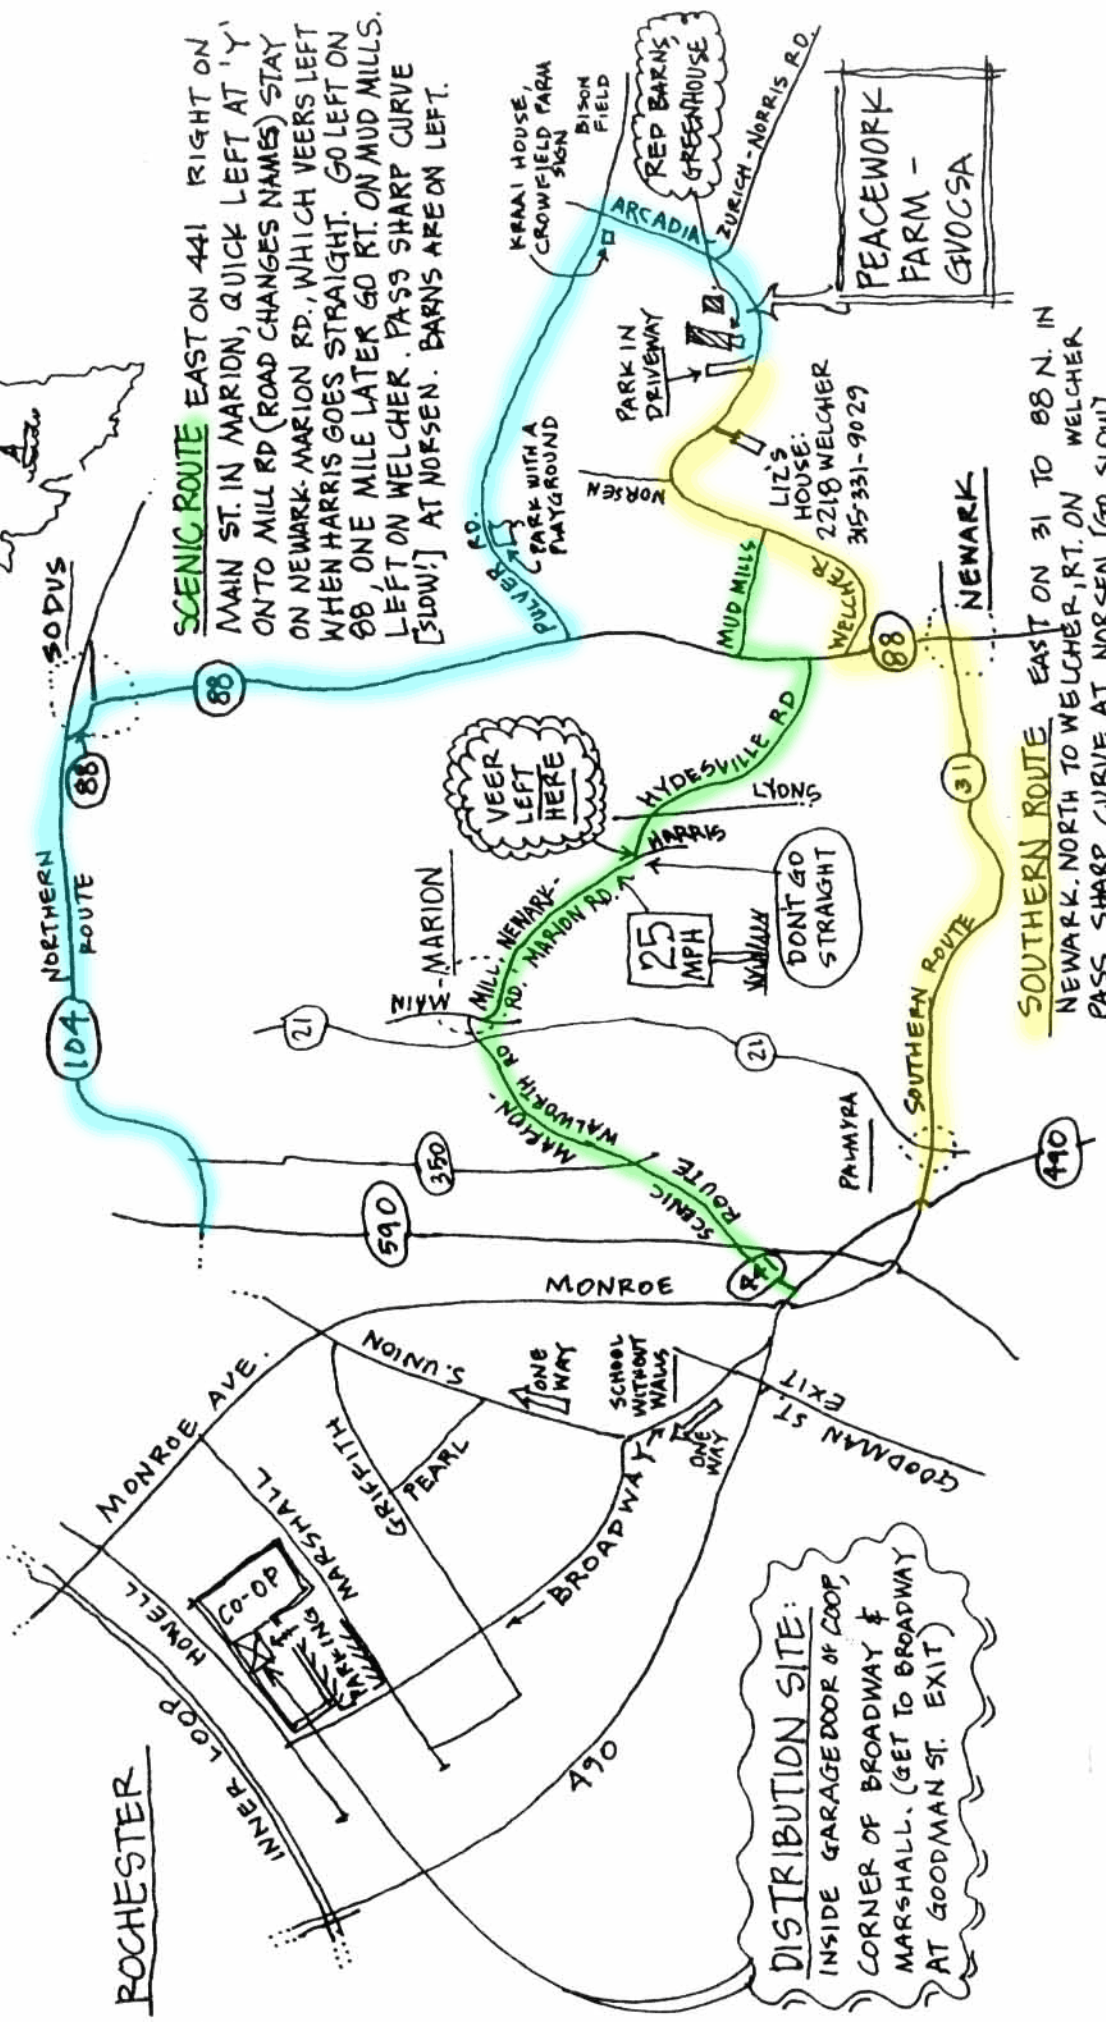 SCENIC ROUTE EAST ON 441 RIGHT ON
MAIN ST. IN MARION, QUICK LEFT AT 'Y'
ONTO MILL RD (ROAD CHANGES NAMES) STAY
ON NEWARK-MARION RD, WHICH VEERS LEFT
WHEN HARRIS GOES STRAIGHT. GO LEFT ON
88, ONE MILE LATER GO RT. ON MUD MILLS.
LEFT ON WELCHER. PASS SHARP CURVE
[SLOW!] AT NORSEN. BARNS ARE ON LEFT.
SODUS
88
88
NORTHERN
ROUTE
104
PULVER RD.
PARK WITH A
PLAYGROUND
KRAAI HOUSE,
CROWFIELD FARM
SIGN
BISON
FIELD
RED BARNS,
GREENHOUSE
ARCADIA-
ZURICH-NORRIS RD.
PEACEWORK
FARM -
GVOCSA
PARK IN
DRIVEWAY
NORSEN
LIZ'S
HOUSE:
2218 WELCHER
315-331-9029
MUD MILLS
WELCHER
88
NEWARK
31
SOUTHERN ROUTE
HYDESVILLE RD
LYONS
HARRIS
VEER
LEFT
HERE
DON'T GO
STRAIGHT
25
MPH
MARION
MAIN
MILL RD.
NEWARK-
MARION RD.
21
21
MARION-
WALWORTH RD
SCENIC
ROUTE
350
590
441
PALMYRA
490
SOUTHERN ROUTE EAST ON 31 TO 88 N. IN
NEWARK. NORTH TO WELCHER, RT. ON WELCHER
PASS SHARP CURVE AT NORSEN [GO SLOW]
MONROE
MONROE AVE.
S. UNION
ONE
WAY
SCHOOL
WITHOUT
WALLS
ONE
WAY
GOODMAN ST.
EXIT
GRIFFITH
PEARL
MARSHALL
BROADWAY
CO-OP
PARKING
HOWELL
INNER LOOP
490
ROCHESTER
DISTRIBUTION SITE:
INSIDE GARAGE DOOR OF COOP,
CORNER OF BROADWAY &
MARSHALL. (GET TO BROADWAY
AT GOODMAN ST. EXIT)